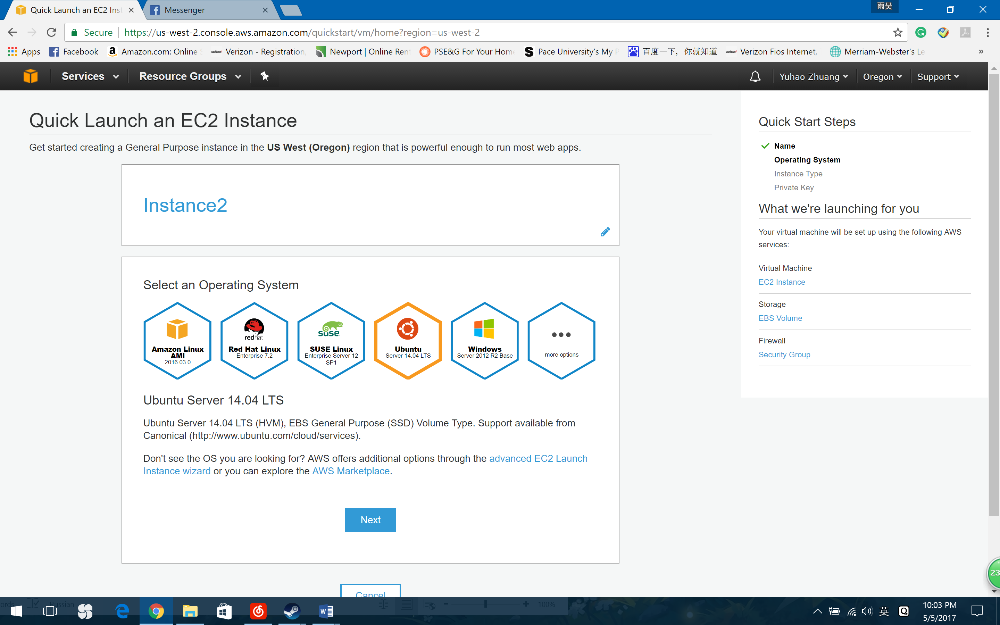 Quick Launch an EC2 Inst
Messenger
雨昊
Secure
https://us-west-2.console.aws.amazon.com/quickstart/vm/home?region=us-west-2
Apps
Facebook
Amazon.com: Online
Verizon - Registration,
Newport | Online Rent
PSE&G For Your Home
Pace University's My P
百度一下，你就知道
Verizon Fios Internet,
Merriam-Webster's Le
»
Services
Resource Groups
Yuhao Zhuang
Oregon
Support
Quick Launch an EC2 Instance
Get started creating a General Purpose instance in the US West (Oregon) region that is powerful enough to run most web apps.
Instance2
Select an Operating System
Amazon Linux
AMI
2016.03.0
redhat
Red Hat Linux
Enterprise 7.2
suse
SUSE Linux
Enterprise Server 12
SP1
Ubuntu
Server 14.04 LTS
Windows
Server 2012 R2 Base
more options
Ubuntu Server 14.04 LTS
Ubuntu Server 14.04 LTS (HVM), EBS General Purpose (SSD) Volume Type. Support available from
Canonical (http://www.ubuntu.com/cloud/services).
Don't see the OS you are looking for? AWS offers additional options through the advanced EC2 Launch
Instance wizard or you can explore the AWS Marketplace.
Next
Cancel
Quick Start Steps
Name
Operating System
Instance Type
Private Key
What we're launching for you
Your virtual machine will be set up using the following AWS
services:
Virtual Machine
EC2 Instance
Storage
EBS Volume
Firewall
Security Group
23
Russian
100%
英
10:03 PM
5/5/2017